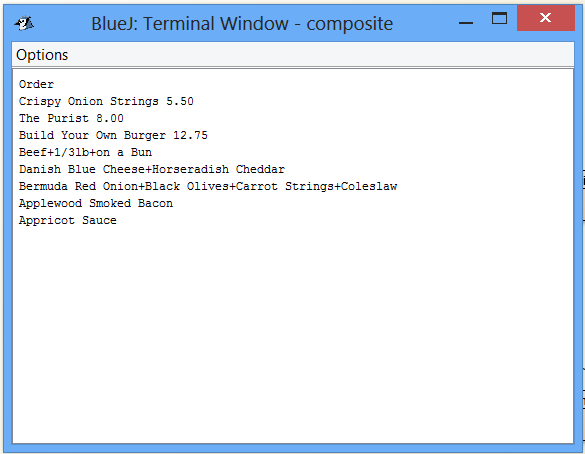 BlueJ: Terminal Window - composite
Options
Order
Crispy Onion Strings 5.50
The Purist 8.00
Build Your Own Burger 12.75
Beef+1/3lb+on a Bun
Danish Blue Cheese+Horseradish Cheddar
Bermuda Red Onion+Black Olives+Carrot Strings+Coleslaw
Applewood Smoked Bacon
Appricot Sauce